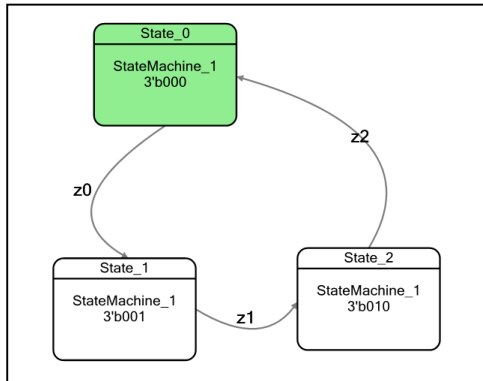 State_0
StateMachine_1
3'b000
z2
z0
State_1
StateMachine_1
3'b001
z1
State_2
StateMachine_1
3'b010